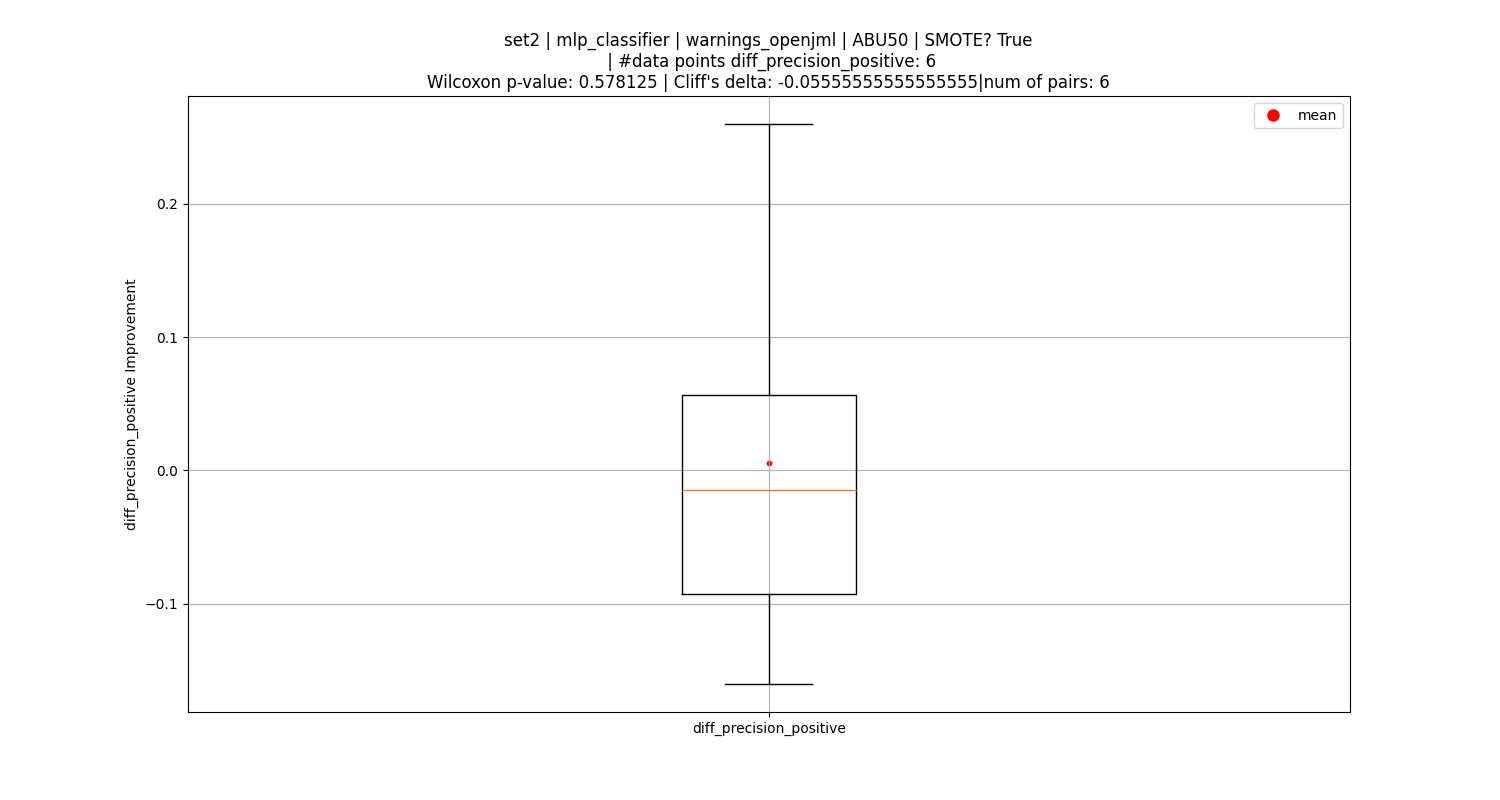 set2 | mlp_classifier | warnings_openjml | ABU50 | SMOTE? True
| #data points diff_precision_positive: 6
Wilcoxon p-value: 0.578125 | Cliff's delta: -0.05555555555555555|num of pairs: 6
mean
0.2
0.1
0.0
−0.1
diff_precision_positive Improvement
diff_precision_positive